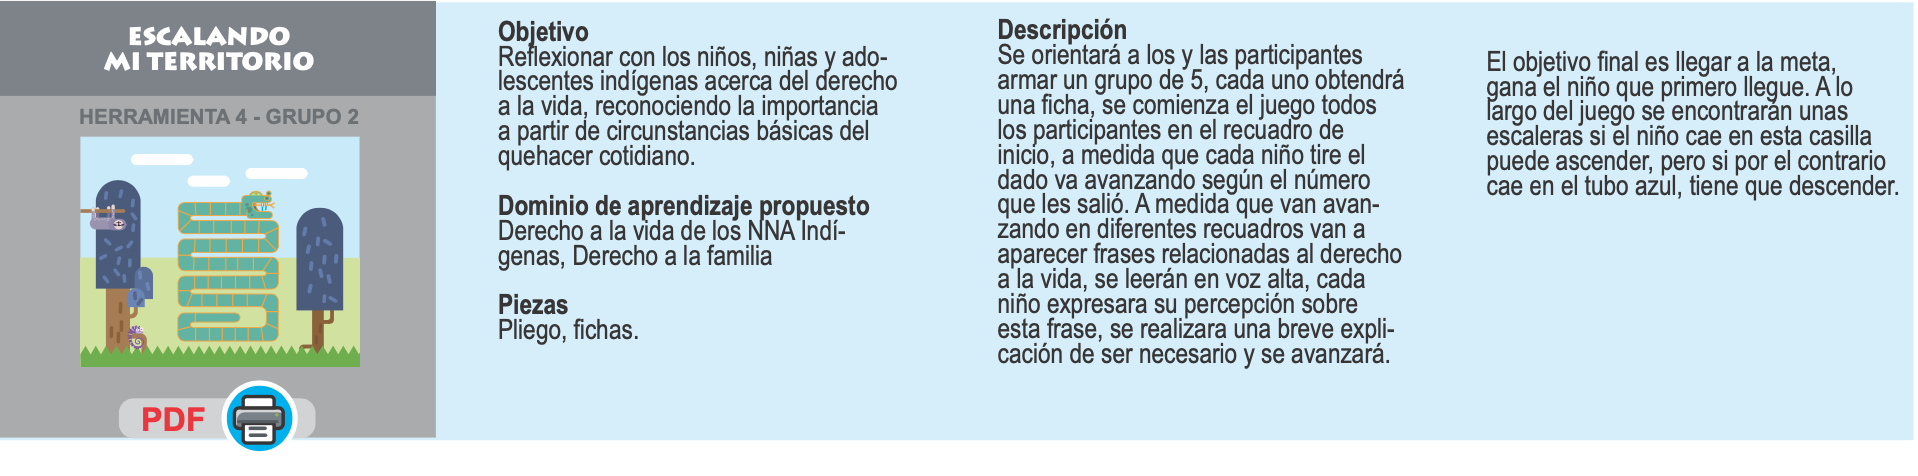 ESCALANDO
MI TERRITORIO
HERRAMIENTA 4 - GRUPO 2
PDF
Objetivo
Reflexionar con los niños, niñas y ado-
lescentes indígenas acerca del derecho
a la vida, reconociendo la importancia
a partir de circunstancias básicas del
quehacer cotidiano.
Dominio de aprendizaje propuesto
Derecho a la vida de los NNA Indí-
genas, Derecho a la familia
Piezas
Pliego, fichas.
Descripción
Se orientará a los y las participantes
armar un grupo de 5, cada uno obtendrá
una ficha, se comienza el juego todos
los participantes en el recuadro de
inicio, a medida que cada niño tire el
dado va avanzando según el número
que les salió. A medida que van avan-
zando en diferentes recuadros van a
aparecer frases relacionadas al derecho
a la vida, se leerán en voz alta, cada
niño expresara su percepción sobre
esta frase, se realizara una breve expli-
cación de ser necesario y se avanzará.
El objetivo final es llegar a la meta,
gana el niño que primero llegue. A lo
largo del juego se encontrarán unas
escaleras si el niño cae en esta casilla
puede ascender, pero si por el contrario
cae en el tubo azul, tiene que descender.